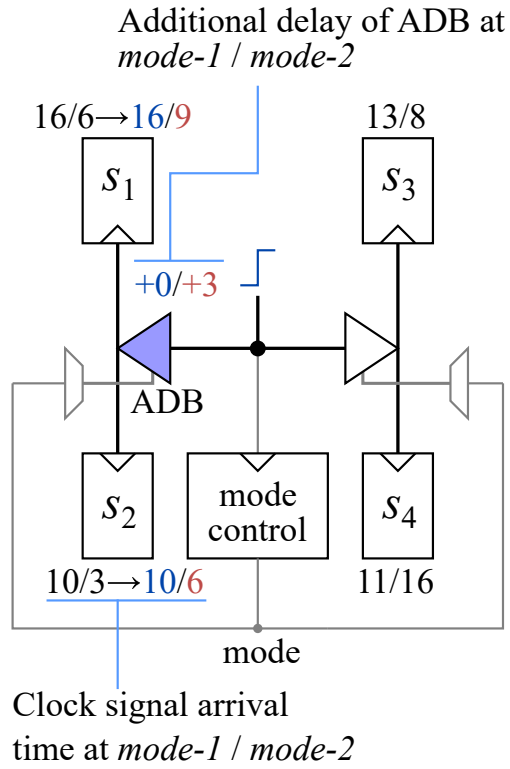 Additional delay of ADB at
mode-1 / mode-2
16/6→16/9
13/8
s1
s3
+0/+3
ADB
s2
mode
control
s4
10/3→10/6
11/16
mode
Clock signal arrival
time at mode-1 / mode-2